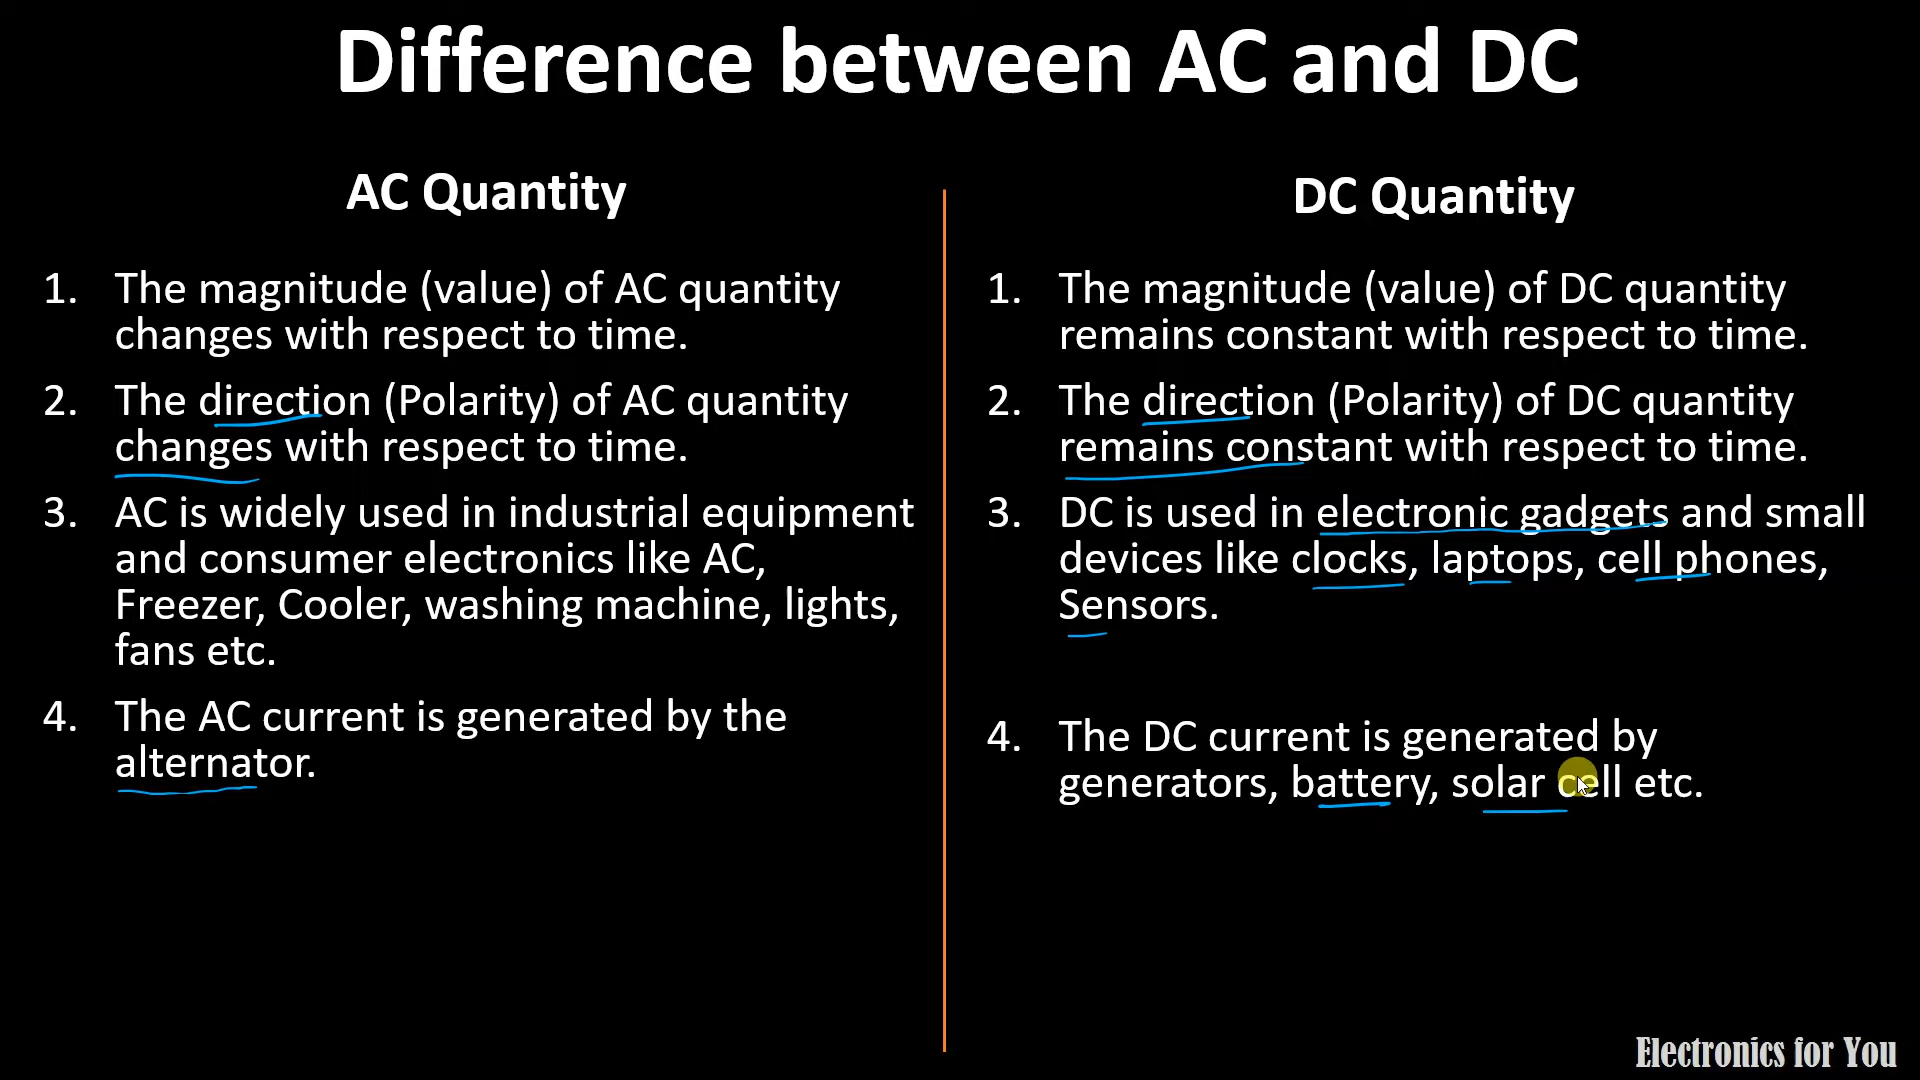 Difference between AC and DC
AC Quantity
1. The magnitude (value) of AC quantity
changes with respect to time.
2. The direction (Polarity) of AC quantity
changes with respect to time.
3. AC is widely used in industrial equipment
and consumer electronics like AC,
Freezer, Cooler, washing machine, lights,
fans etc.
4. The AC current is generated by the
alternator.
DC Quantity
1. The magnitude (value) of DC quantity
remains constant with respect to time.
2. The direction (Polarity) of DC quantity
remains constant with respect to time.
3. DC is used in electronic gadgets and small
devices like clocks, laptops, cell phones,
Sensors.
4. The DC current is generated by
generators, battery, solar cell etc.
Electronics for You